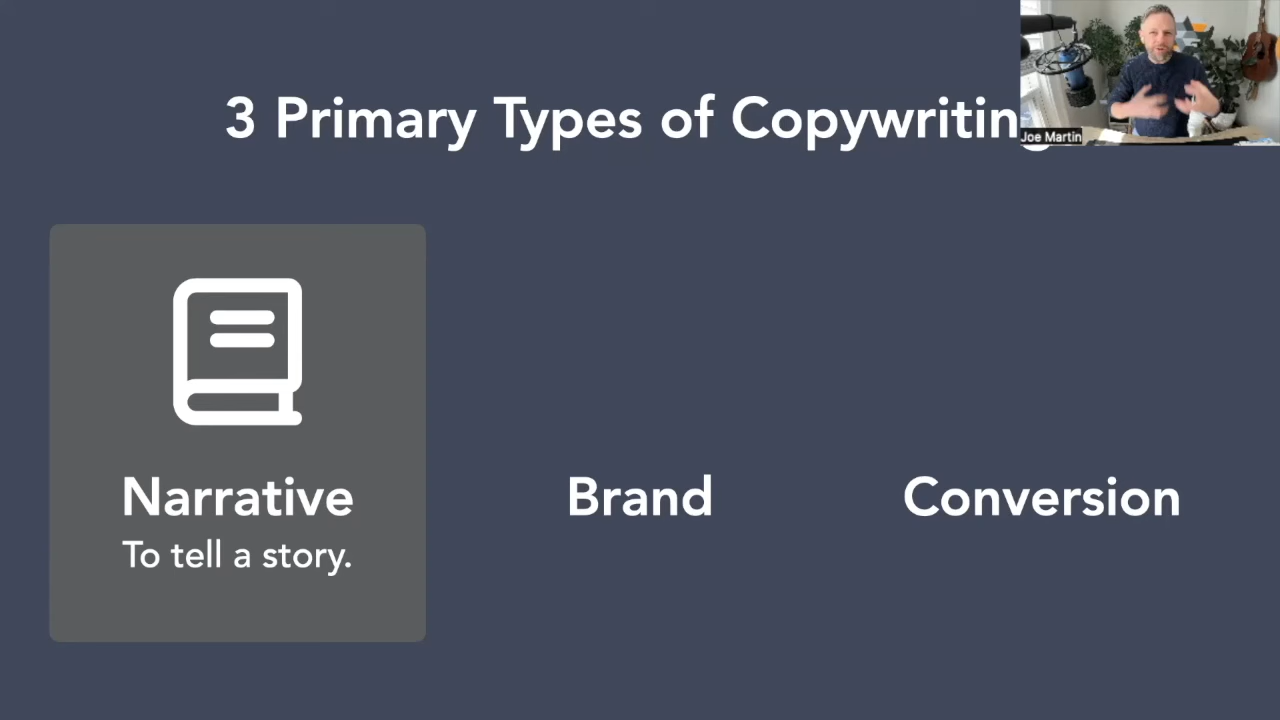 3 Primary Types of Copywritin
Joe Martin
Narrative
To tell a story.
Brand
Conversion